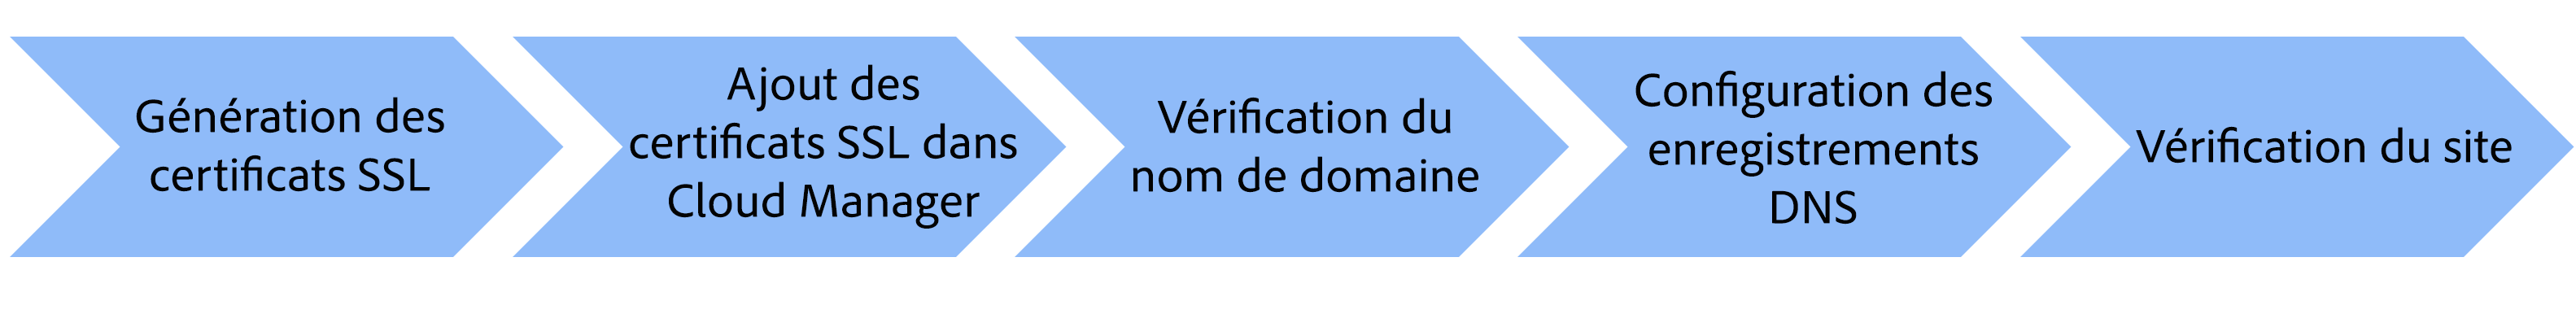 Génération des
certificats SSL
Ajout des
certificats SSL dans
Cloud Manager
Vérification du
nom de domaine
Configuration des
enregistrements
DNS
Vérification du site